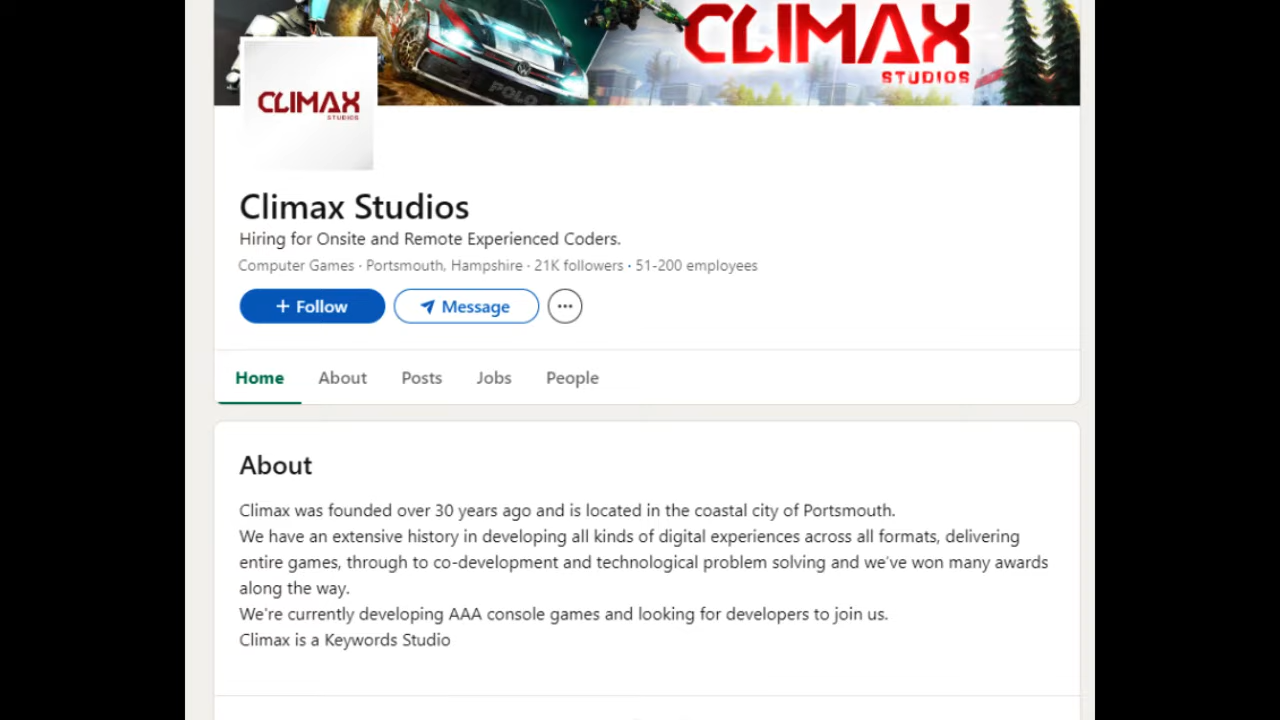 CLIMAX
STUDIOS
POLO
CLIMAX
STUDIOS
Climax Studios
Hiring for Onsite and Remote Experienced Coders.
Computer Games · Portsmouth, Hampshire · 21K followers · 51-200 employees
+ Follow
Message
Home
About
Posts
Jobs
People
About
Climax was founded over 30 years ago and is located in the coastal city of Portsmouth.
We have an extensive history in developing all kinds of digital experiences across all formats, delivering
entire games, through to co-development and technological problem solving and we've won many awards
along the way.
We're currently developing AAA console games and looking for developers to join us.
Climax is a Keywords Studio